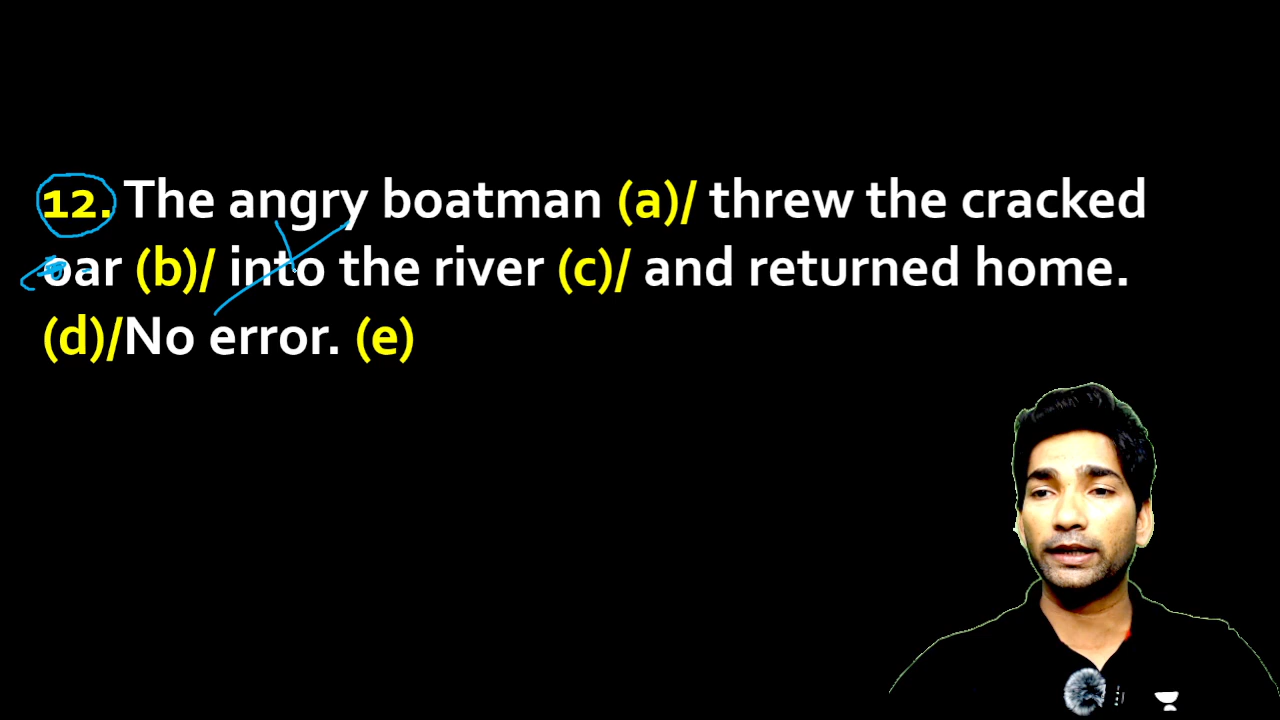 12. The angry boatman (a)/ threw the cracked
oar (b)/ into the river (c)/ and returned home.
(d)/No error. (e)